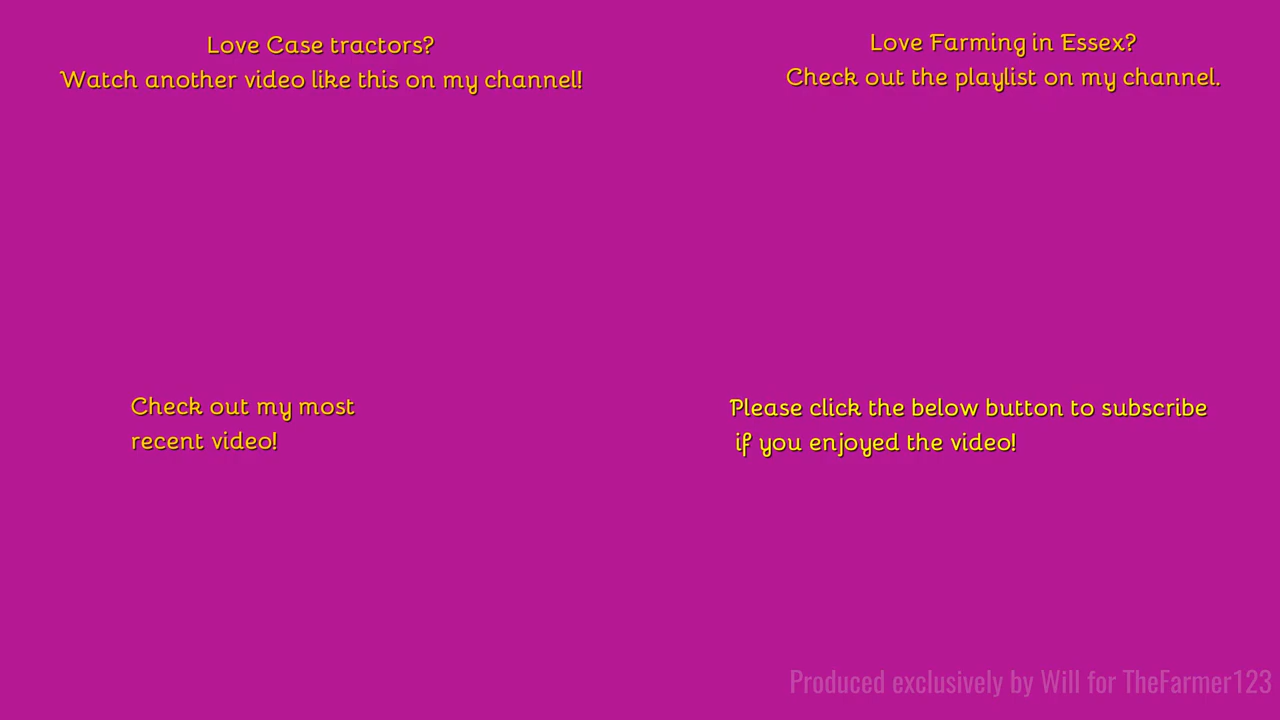 Love Case tractors?
Watch another video like this on my channel!
Love Farming in Essex?
Check out the playlist on my channel.
Check out my most
recent video!
Please click the below button to subscribe
if you enjoyed the video!
Produced exclusively by Will for TheFarmer123